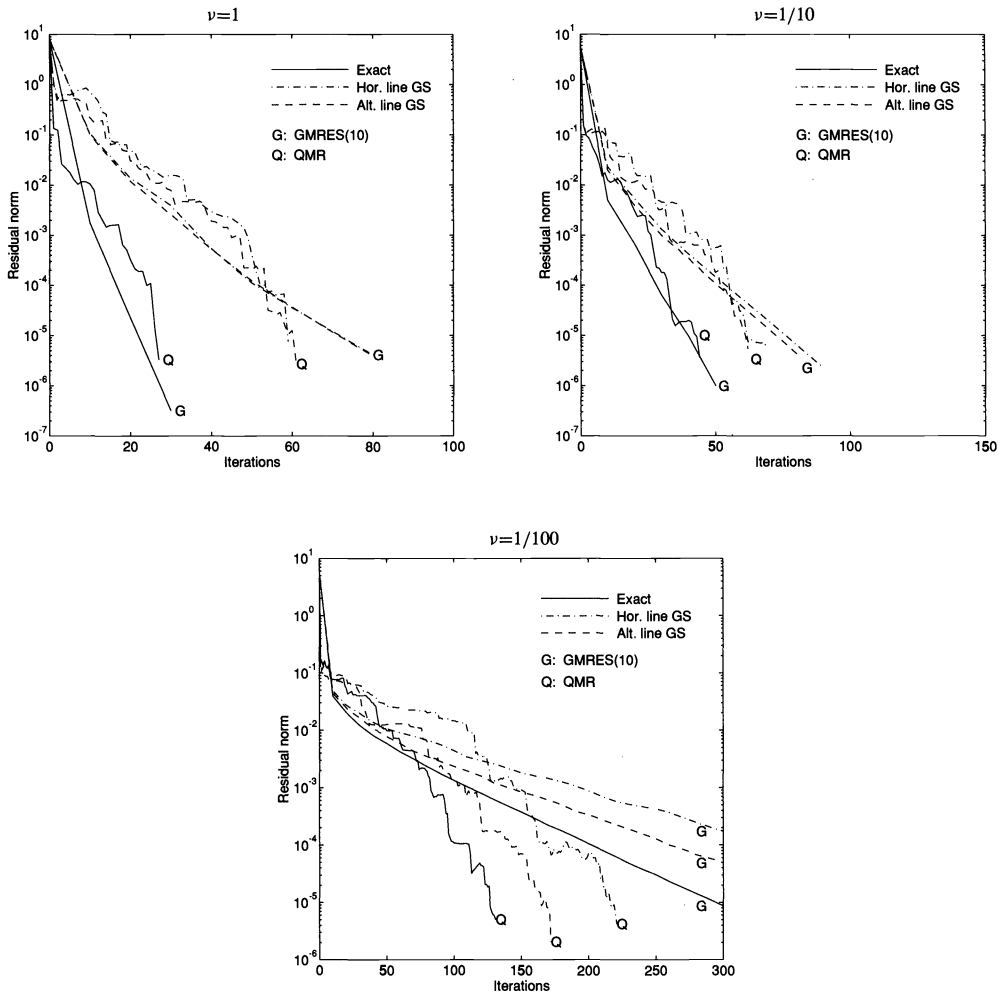 ν=1
10^1
10^0
10^-1
10^-2
10^-3
10^-4
10^-5
10^-6
10^-7
Residual norm
0 20 40 60 80 100
Iterations
Exact
Hor. line GS
Alt. line GS
G: GMRES(10)
Q: QMR
Q
Q
G
G
ν=1/10
10^1
10^0
10^-1
10^-2
10^-3
10^-4
10^-5
10^-6
10^-7
Residual norm
0 50 100 150
Iterations
Exact
Hor. line GS
Alt. line GS
G: GMRES(10)
Q: QMR
Q
Q
G
G
ν=1/100
10^1
10^0
10^-1
10^-2
10^-3
10^-4
10^-5
10^-6
Residual norm
0 50 100 150 200 250 300
Iterations
Exact
Hor. line GS
Alt. line GS
G: GMRES(10)
Q: QMR
G
G
G
Q
Q
Q